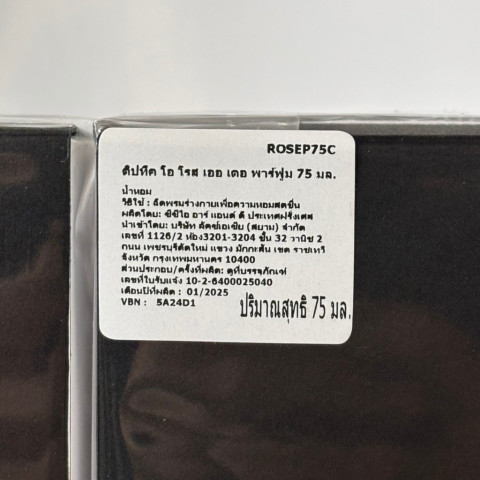 ROSEP75C
ดิปทีค โอ โรส เออ เดอ พาร์ฟูม 75 มล.
น้ำหอม
วิธีใช้ : ฉีดพรมร่างกายเพื่อความหอมสดชื่น
ผลิตโดย: ซีซีไอ อาร์ แอนด์ ดี ประเทศฝรั่งเศส
นำเข้าโดย: บริษัท ลักซ์เอเซีย (สยาม) จำกัด
เลขที่ 1126/2 ห้อง3201-3204 ชั้น 32 วานิช 2
ถนน เพชรบุรีตัดใหม่ แขวง มักกะสัน เขต ราชเทวี
จังหวัด กรุงเทพมหานคร 10400
ส่วนประกอบ/ครั้งที่ผลิต: ดูที่บรรจุภัณฑ์
เลขที่ใบรับแจ้ง 10-2-6400025040
เดือนปีที่ผลิต : 01/2025
VBN : 5A24D1
ปริมาณสุทธิ 75 มล.